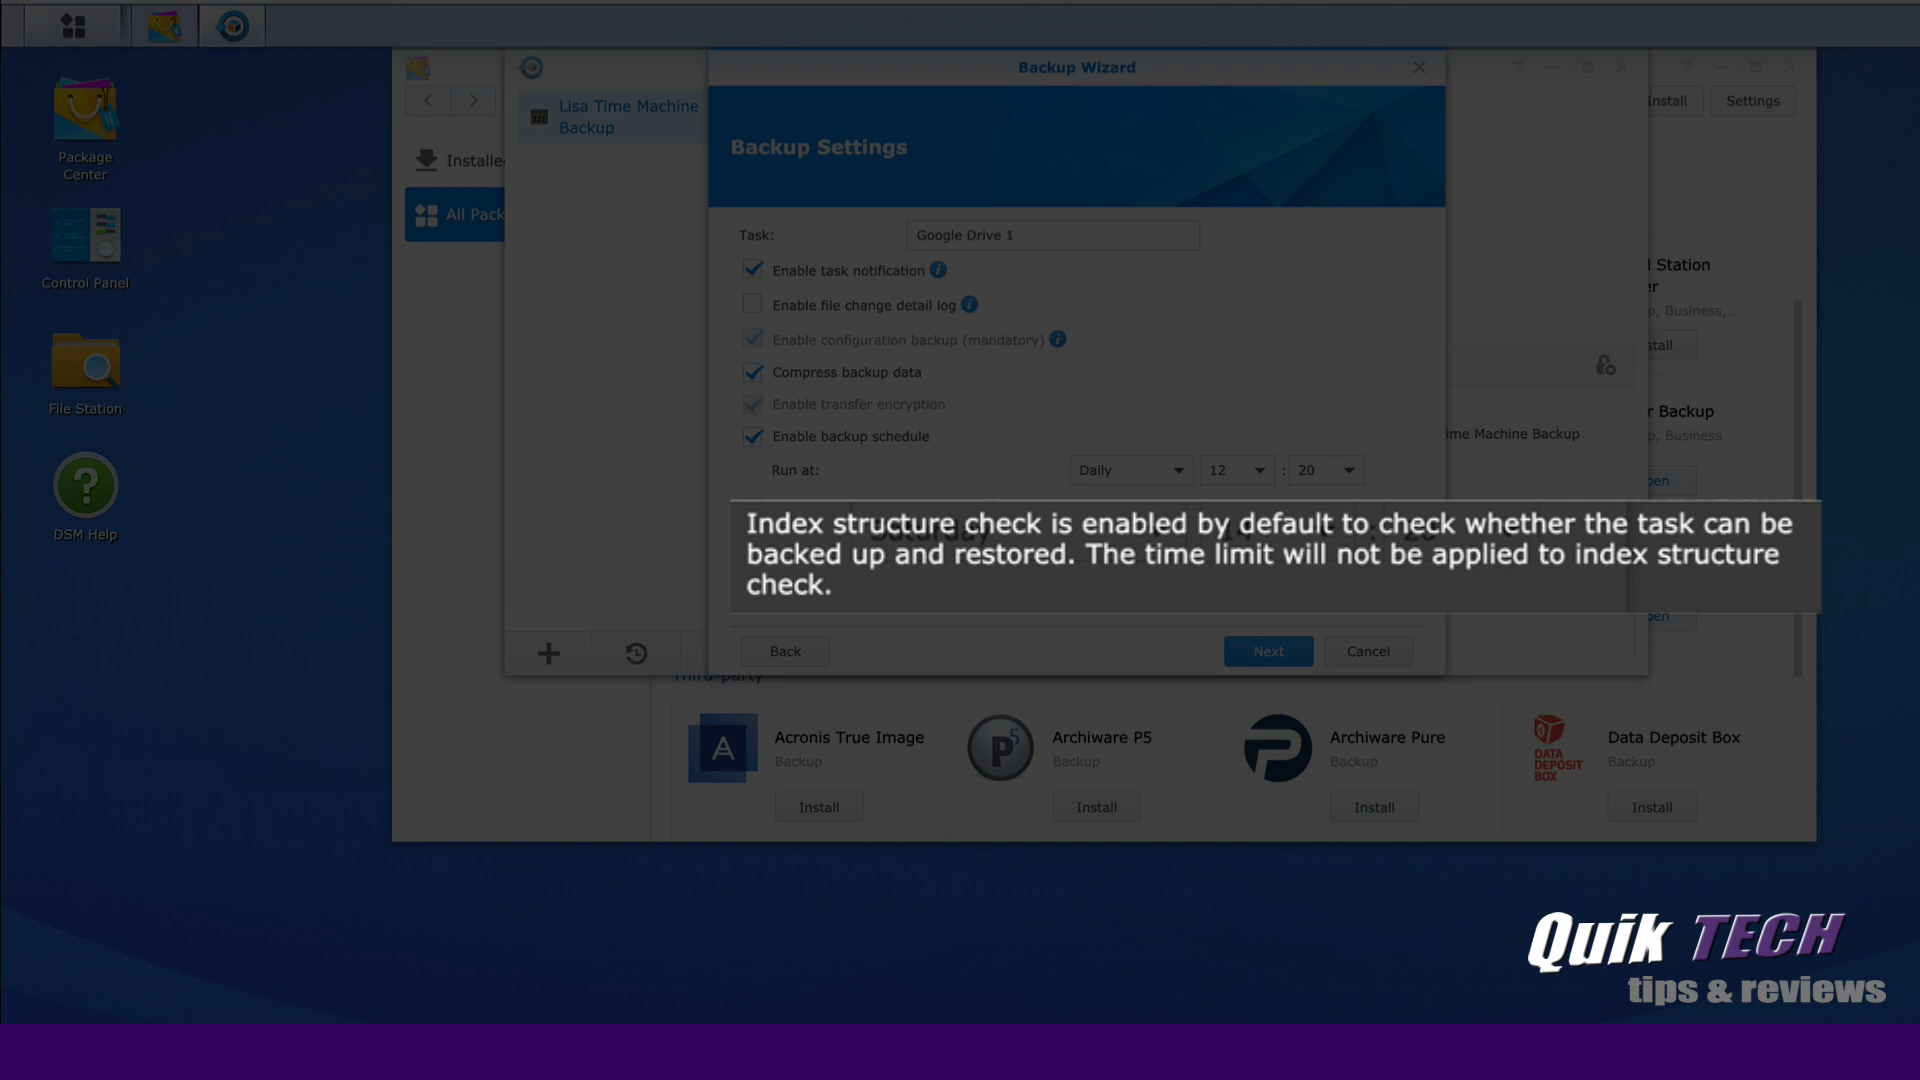 Backup Wizard
Lisa Time Machine
Backup
Install
Settings
Package
Center
Control Panel
File Station
DSM Help
All Pack
Backup Settings
Task:
Google Drive 1
Enable task notification
Enable file change detail log
Enable configuration backup (mandatory)
Compress backup data
Enable transfer encryption
Enable backup schedule
Run at:
Daily
12
:
20
Station
Business,...
Backup
Business
Time Machine Backup
Index structure check is enabled by default to check whether the task can be
backed up and restored. The time limit will not be applied to index structure
check.
Back
Next
Cancel
Third-party
Acronis True Image
Backup
Install
Archiware P5
Backup
Install
Archiware Pure
Backup
Install
DATA
DEPOSIT
BOX
Data Deposit Box
Backup
Install
Quik TECH
tips & reviews